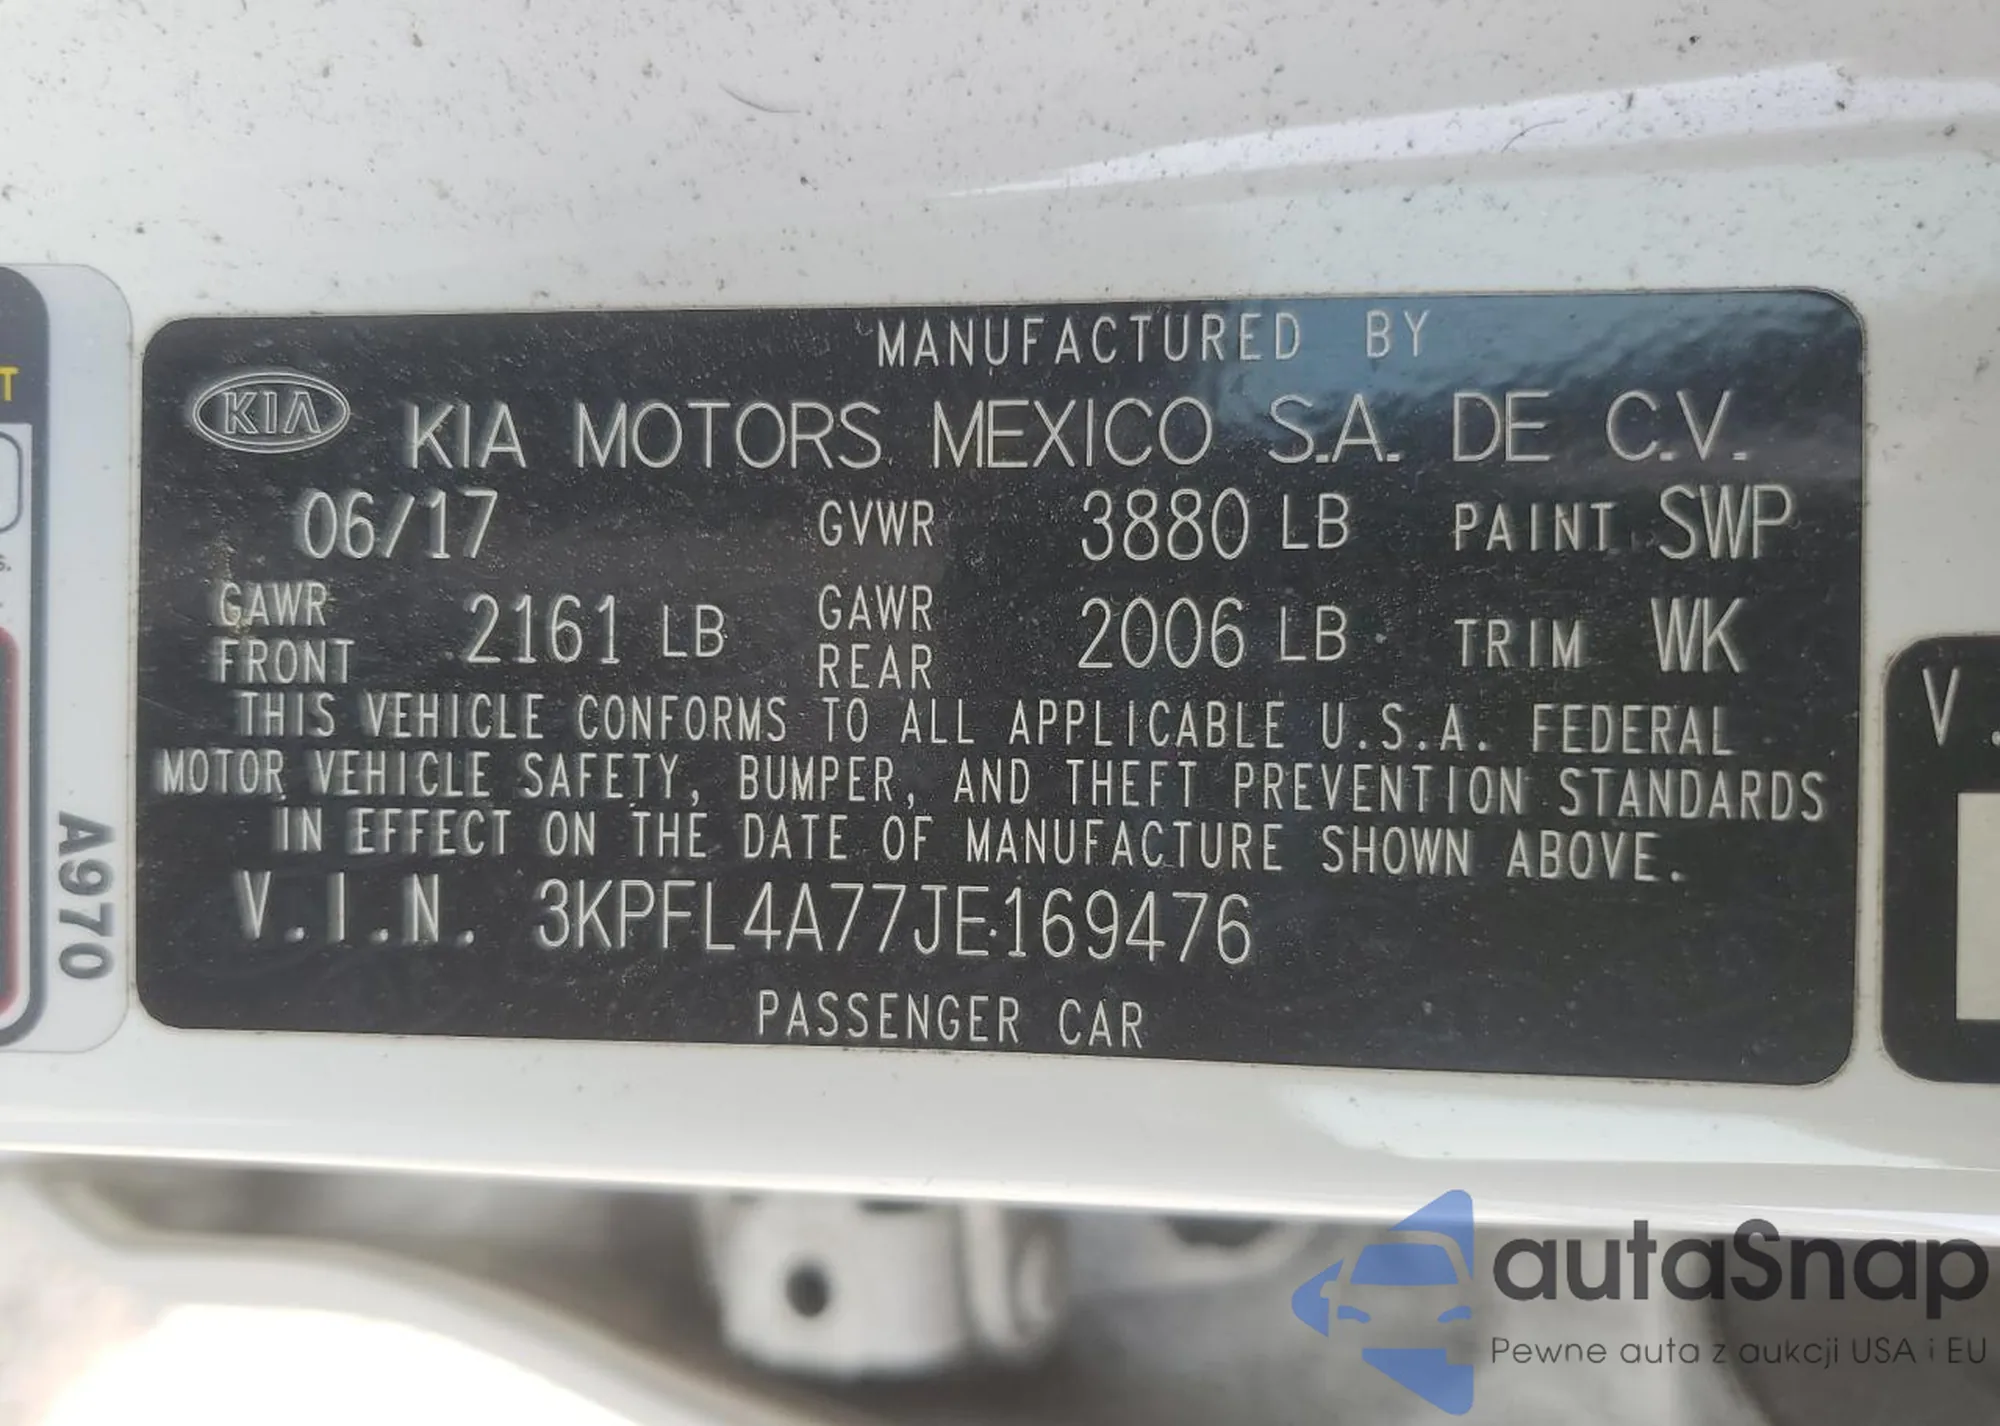 MANUFACTURED BY
KIA KIA MOTORS MEXICO S.A. DE C.V.
06/17 GVWR 3880 LB PAINT SWP
GAWR FRONT 2161 LB GAWR REAR 2006 LB TRIM WK
THIS VEHICLE CONFORMS TO ALL APPLICABLE U.S.A. FEDERAL
MOTOR VEHICLE SAFETY, BUMPER, AND THEFT PREVENTION STANDARDS
IN EFFECT ON THE DATE OF MANUFACTURE SHOWN ABOVE.
V.I.N. 3KPFL4A77JE169476
PASSENGER CAR
A970
T
s.
V.
autaSnap
Pewne auta z aukcji USA i EU